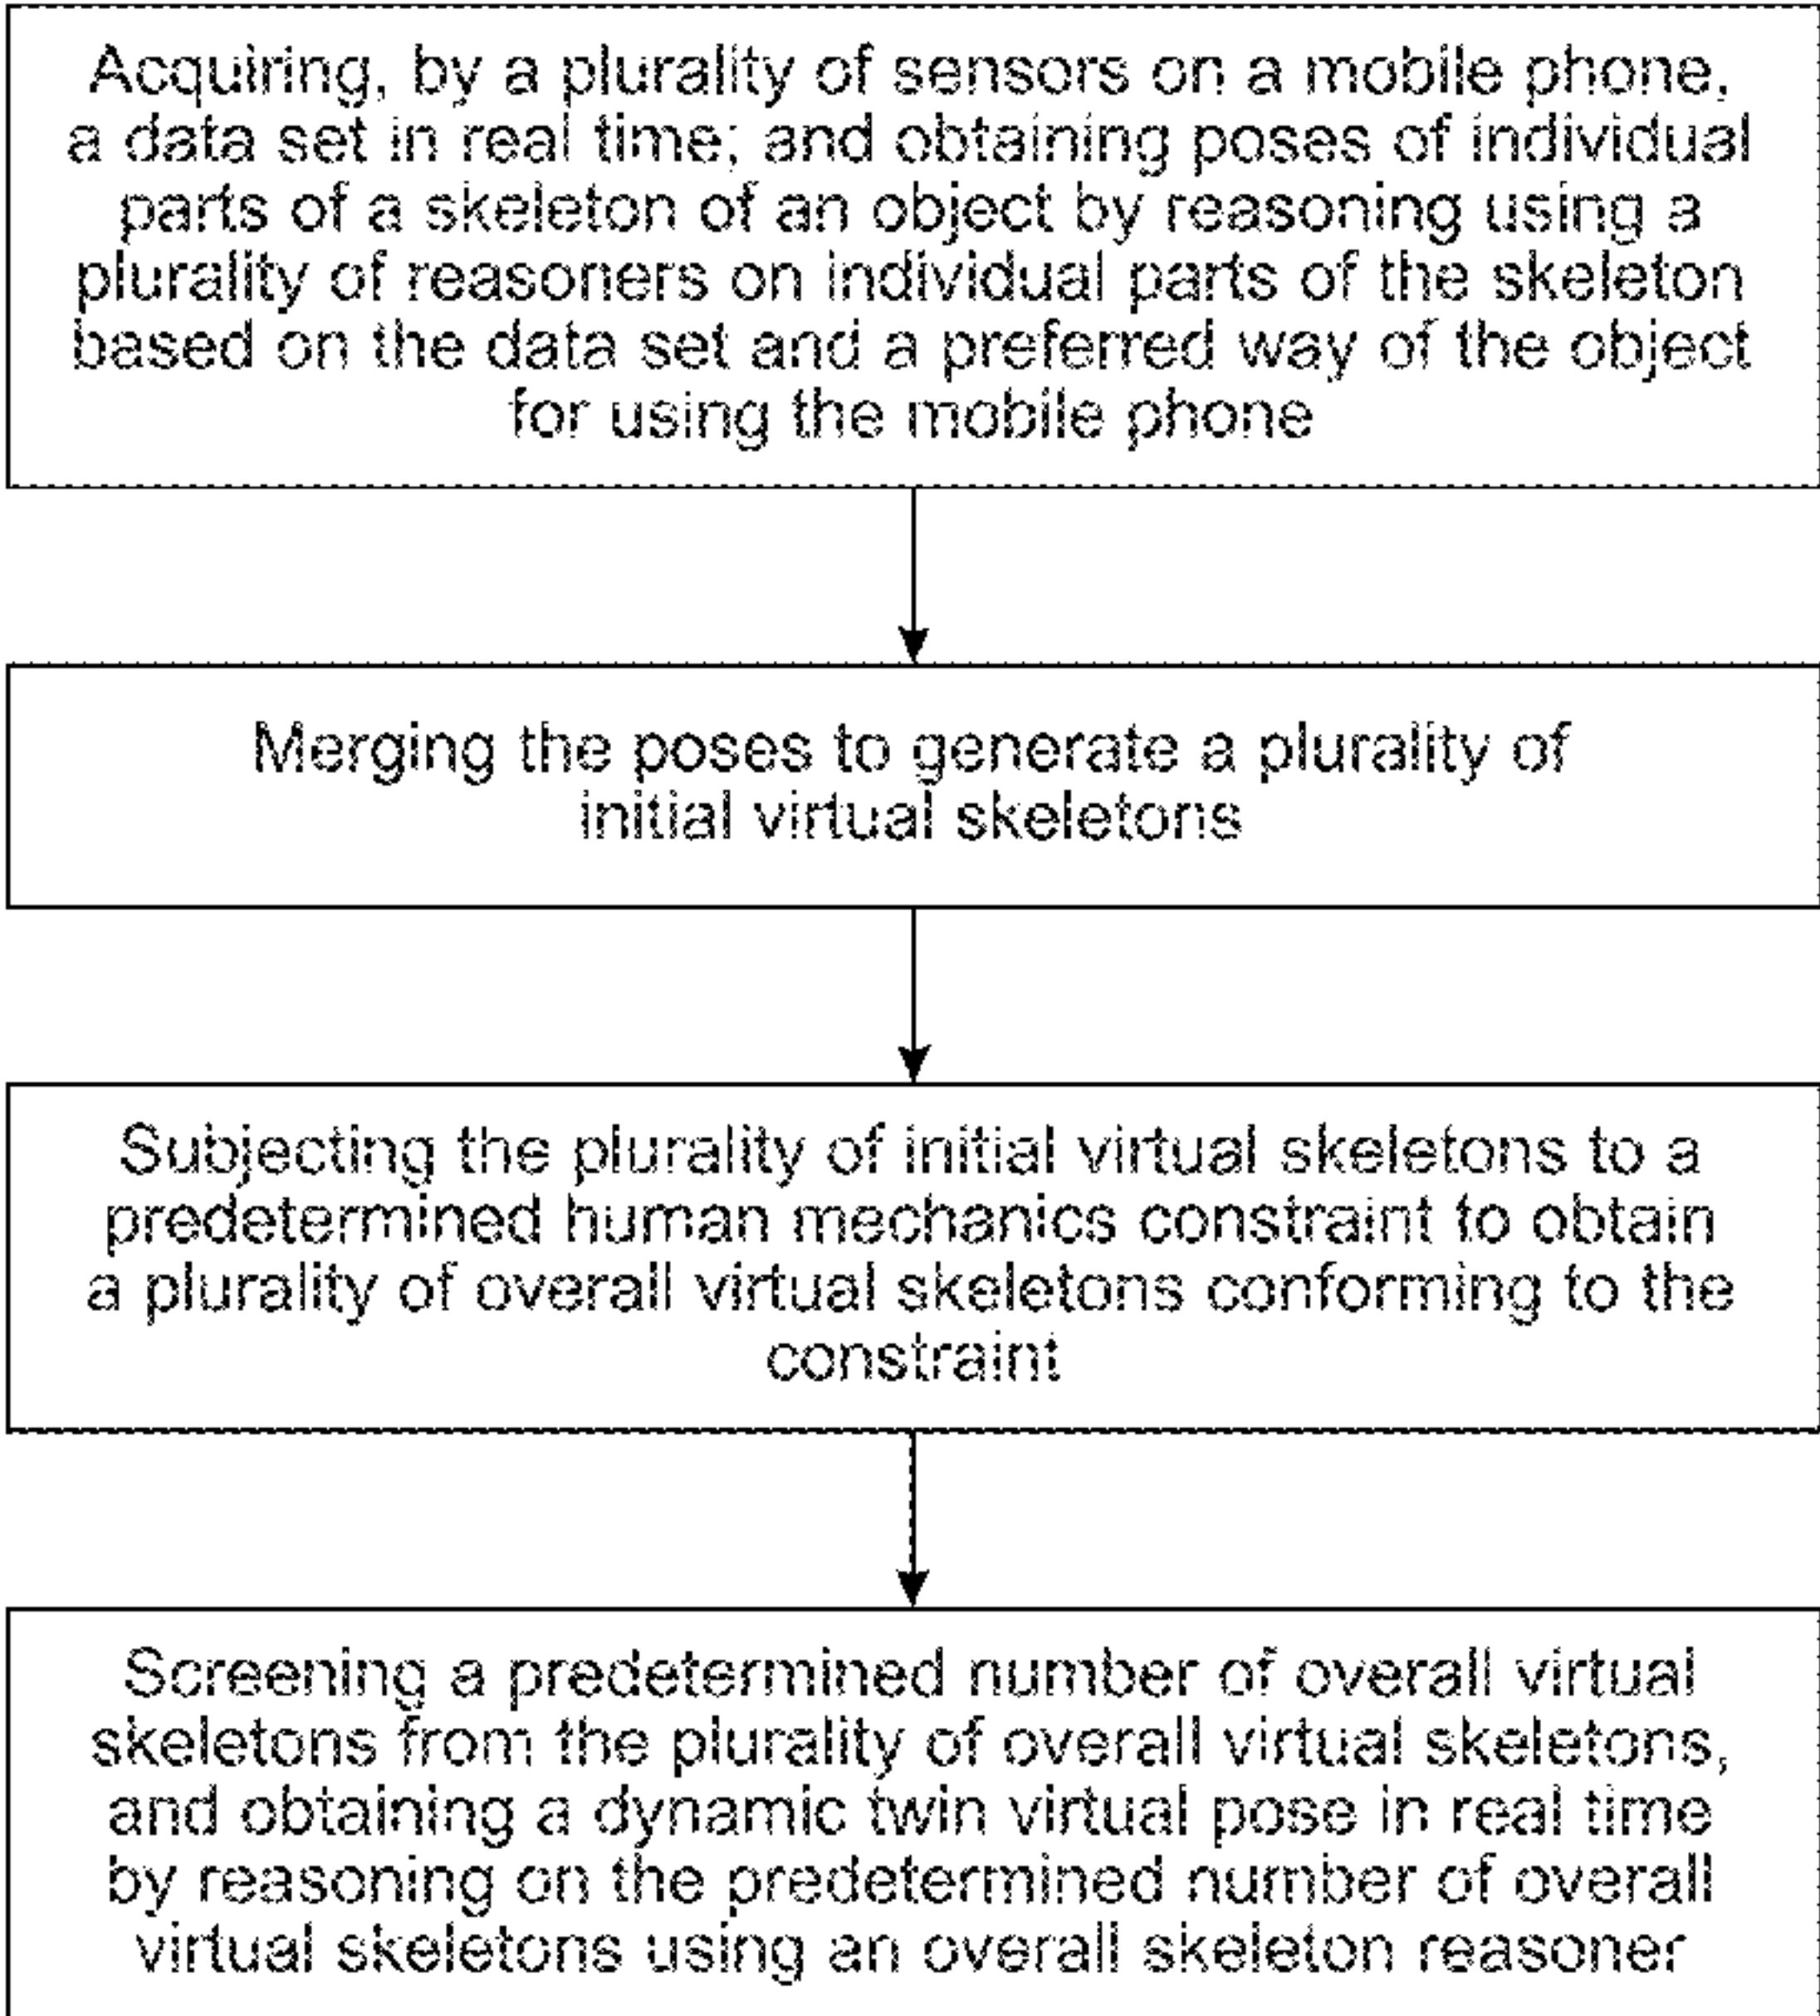 Acquiring, by a plurality of sensors on a mobile phone,
a data set in real time; and obtaining poses of individual
parts of a skeleton of an object by reasoning using a
plurality of reasoners on individual parts of the skeleton
based on the data set and a preferred way of the object
for using the mobile phone
Merging the poses to generate a plurality of
initial virtual skeletons
Subjecting the plurality of initial virtual skeletons to a
predetermined human mechanics constraint to obtain
a plurality of overall virtual skeletons conforming to the
constraint
Screening a predetermined number of overall virtual
skeletons from the plurality of overall virtual skeletons,
and obtaining a dynamic twin virtual pose in real time
by reasoning on the predetermined number of overall
virtual skeletons using an overall skeleton reasoner